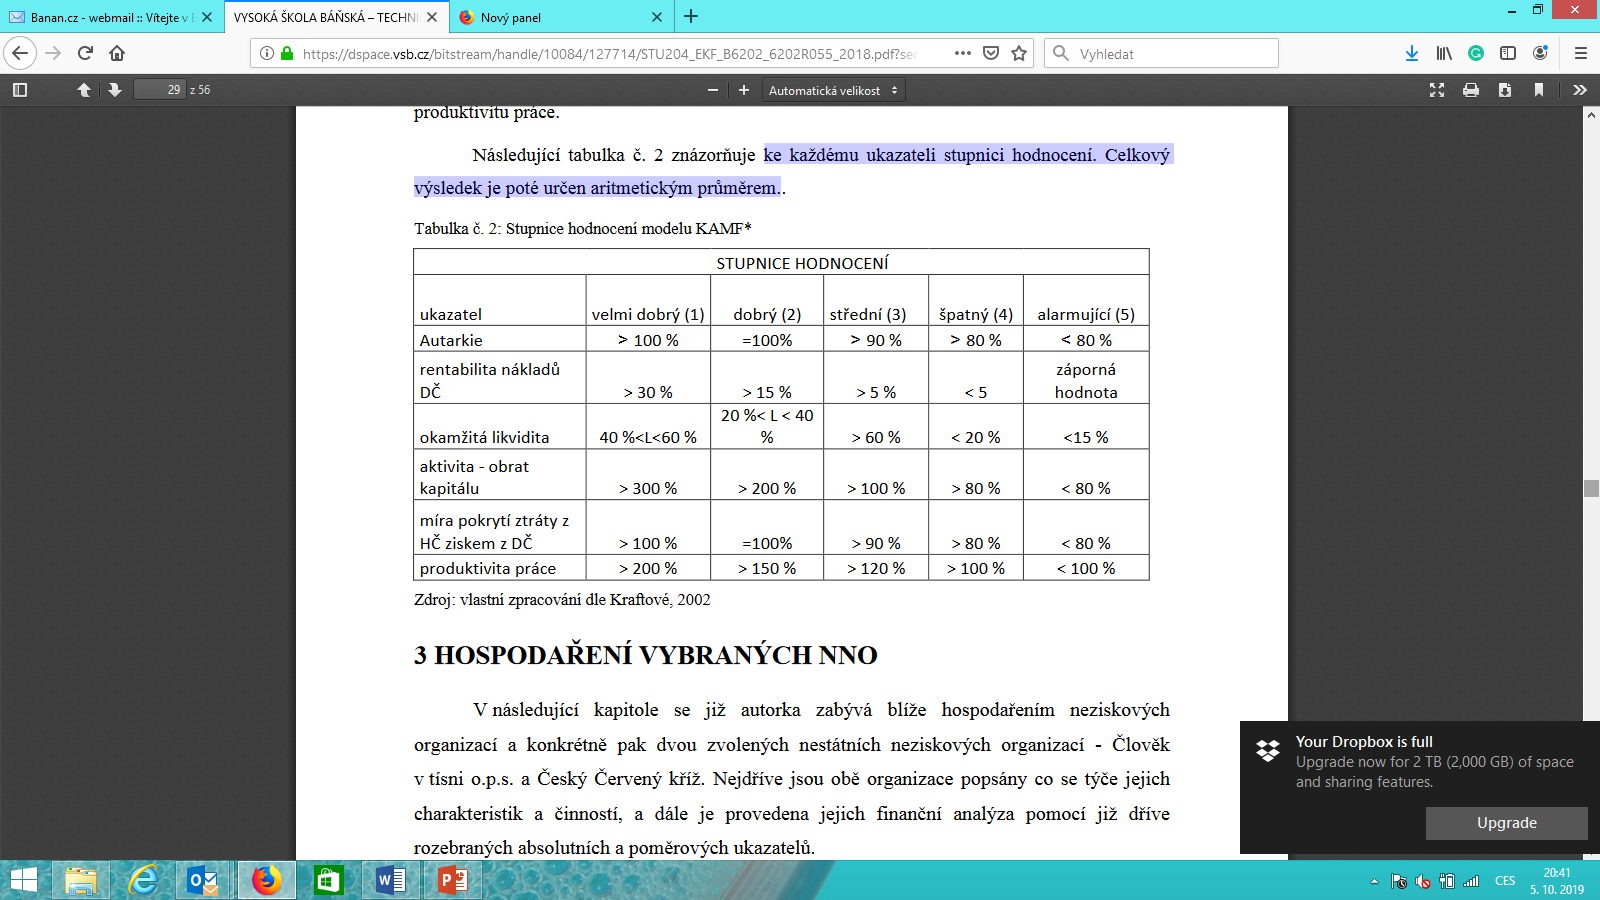 Banan.cz - webmail :: Vítejte v
VYSOKÁ ŠKOLA BÁŇSKÁ – TECHNI
Nový panel
https://dspace.vsb.cz/bitstream/handle/10084/127714/STU204_EKF_B6202_6202R055_2018.pdf?sec
Vyhledat
29 z 56
Automatická velikost
produktivitu práce.
Následující tabulka č. 2 znázorňuje ke každému ukazateli stupnici hodnocení. Celkový
výsledek je poté určen aritmetickým průměrem..
Tabulka č. 2: Stupnice hodnocení modelu KAMF*
STUPNICE HODNOCENÍ
ukazatel velmi dobrý (1) dobrý (2) střední (3) špatný (4) alarmující (5)
Autarkie > 100 % =100% > 90 % > 80 % < 80 %
rentabilita nákladů
DČ > 30 % > 15 % > 5 % < 5 záporná
hodnota
okamžitá likvidita 40 %<L<60 % 20 %< L < 40
% > 60 % < 20 % <15 %
aktivita - obrat
kapitálu > 300 % > 200 % > 100 % > 80 % < 80 %
míra pokrytí ztráty z
HČ ziskem z DČ > 100 % =100% > 90 % > 80 % < 80 %
produktivita práce > 200 % > 150 % > 120 % > 100 % < 100 %
Zdroj: vlastní zpracování dle Kraftové, 2002
3 HOSPODAŘENÍ VYBRANÝCH NNO
V následující kapitole se již autorka zabývá blíže hospodařením neziskových
organizací a konkrétně pak dvou zvolených nestátních neziskových organizací - Člověk
v tísni o.p.s. a Český Červený kříž. Nejdříve jsou obě organizace popsány co se týče jejich
charakteristik a činností, a dále je provedena jejich finanční analýza pomocí již dříve
rozebraných absolutních a poměrových ukazatelů.
Your Dropbox is full
Upgrade now for 2 TB (2,000 GB) of space
and sharing features.
Upgrade
CES
20:41
5. 10. 2019